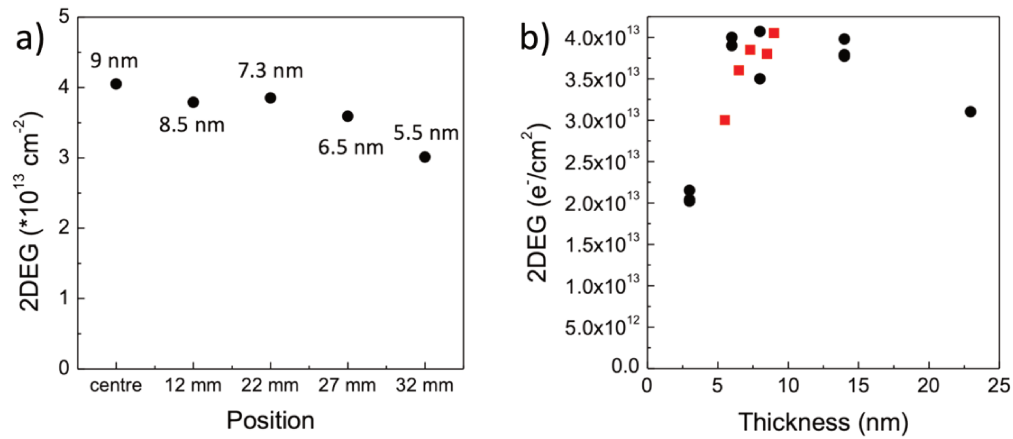 a)
5
4
3
2
1
0
2DEG (*10¹³ cm⁻²)
9 nm
8.5 nm
7.3 nm
6.5 nm
5.5 nm
centre
12 mm
22 mm
27 mm
32 mm
Position
b)
4.0x10¹³
3.5x10¹³
3.0x10¹³
2.5x10¹³
2.0x10¹³
1.5x10¹³
1.0x10¹³
5.0x10¹²
0.0
2DEG (e⁻/cm²)
0
5
10
15
20
25
Thickness (nm)